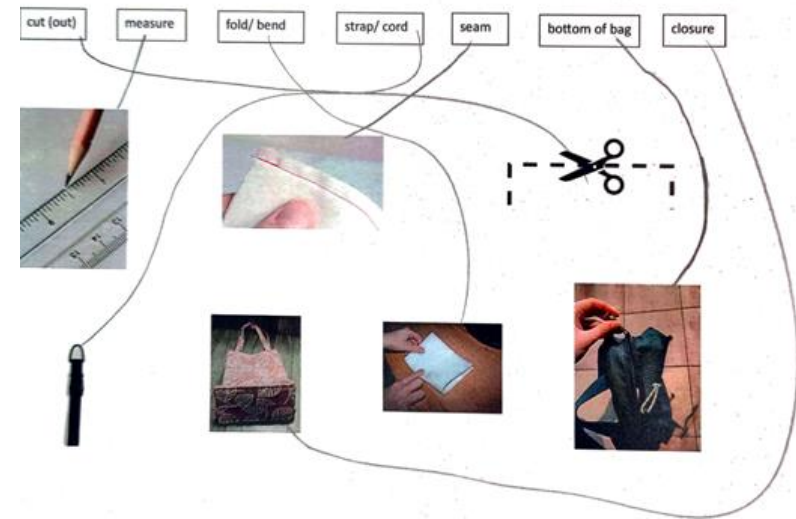 cut (out)
measure
fold/ bend
strap/ cord
seam
bottom of bag
closure